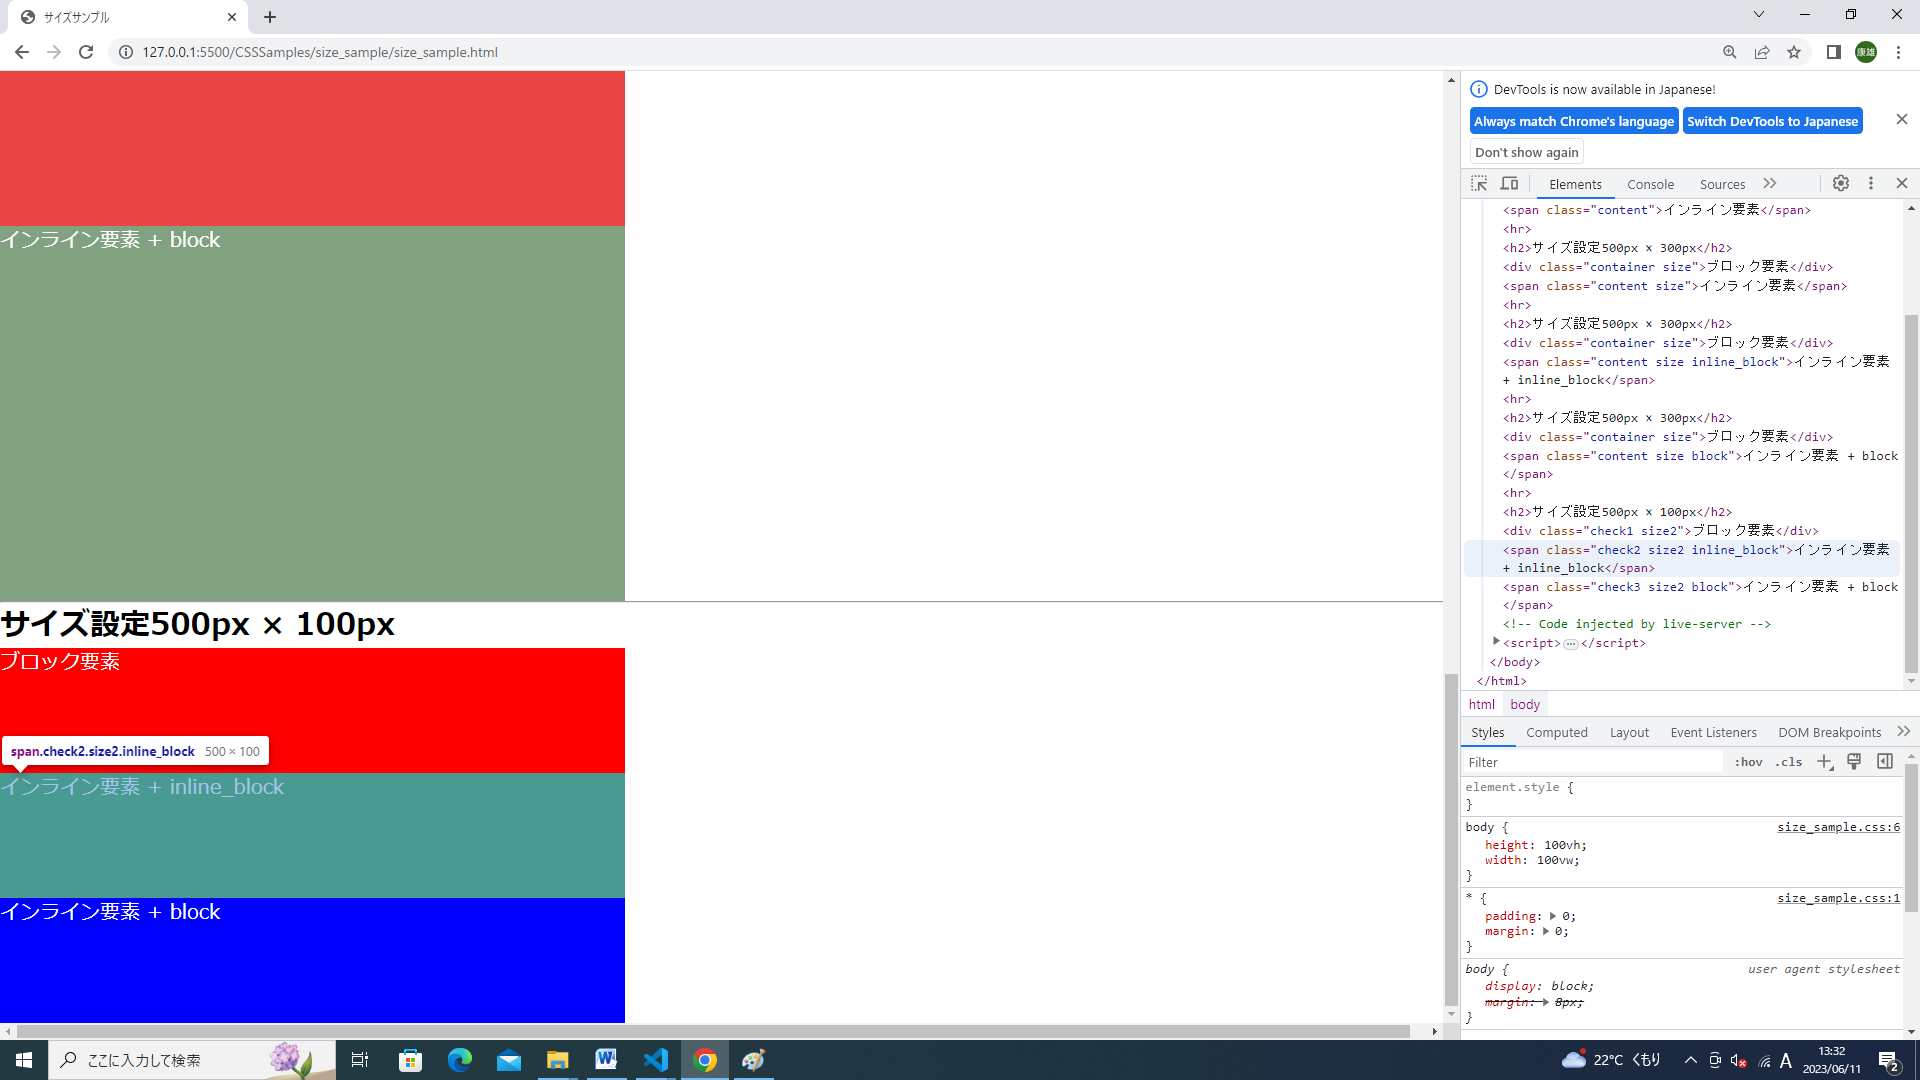 サイズサンプル
127.0.0.1:5500/CSSSamples/size_sample/size_sample.html
康雄
インライン要素 + block
サイズ設定500px × 100px
ブロック要素
span.check2.size2.inline_block 500 × 100
インライン要素 + inline_block
インライン要素 + block
DevTools is now available in Japanese!
Always match Chrome's language
Switch DevTools to Japanese
Don't show again
Elements Console Sources
<span class="content">インライン要素</span>
<hr>
<h2>サイズ設定500px × 300px</h2>
<div class="container size">ブロック要素</div>
<span class="content size">インライン要素</span>
<hr>
<h2>サイズ設定500px × 300px</h2>
<div class="container size">ブロック要素</div>
<span class="content size inline_block">インライン要素
+ inline_block</span>
<hr>
<h2>サイズ設定500px × 300px</h2>
<div class="container size">ブロック要素</div>
<span class="content size block">インライン要素 + block
</span>
<hr>
<h2>サイズ設定500px × 100px</h2>
<div class="check1 size2">ブロック要素</div>
<span class="check2 size2 inline_block">インライン要素
+ inline_block</span>
<span class="check3 size2 block">インライン要素 + block
</span>
<!-- Code injected by live-server -->
<script>…</script>
</body>
</html>
html body
Styles Computed Layout Event Listeners DOM Breakpoints
Filter :hov .cls
element.style {
}
body { size_sample.css:6
height: 100vh;
width: 100vw;
}
* { size_sample.css:1
padding: 0;
margin: 0;
}
body { user agent stylesheet
display: block;
margin: 8px;
}
ここに入力して検索
22°C くもり
A
13:32
2023/06/11
2